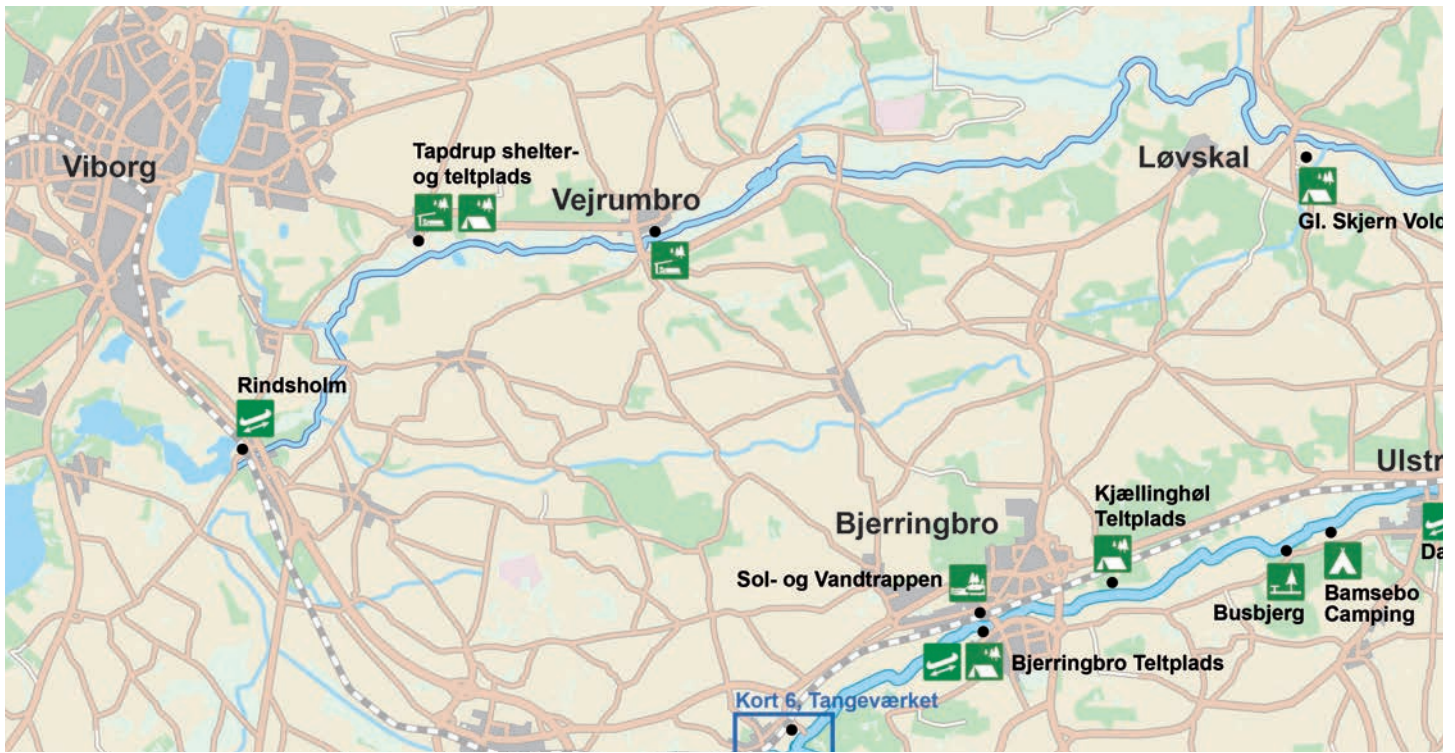 Viborg
Tapdrup shelter-
og teltplads
Vejrumbro
Løvskal
Gl. Skjern Vold
Rindsholm
Bjerringbro
Kjællinghøl
Teltplads
Ulstr
Sol- og Vandtrappen
Da
Busbjerg
Bamsebo
Camping
Bjerringbro Teltplads
Kort 6, Tangeværket